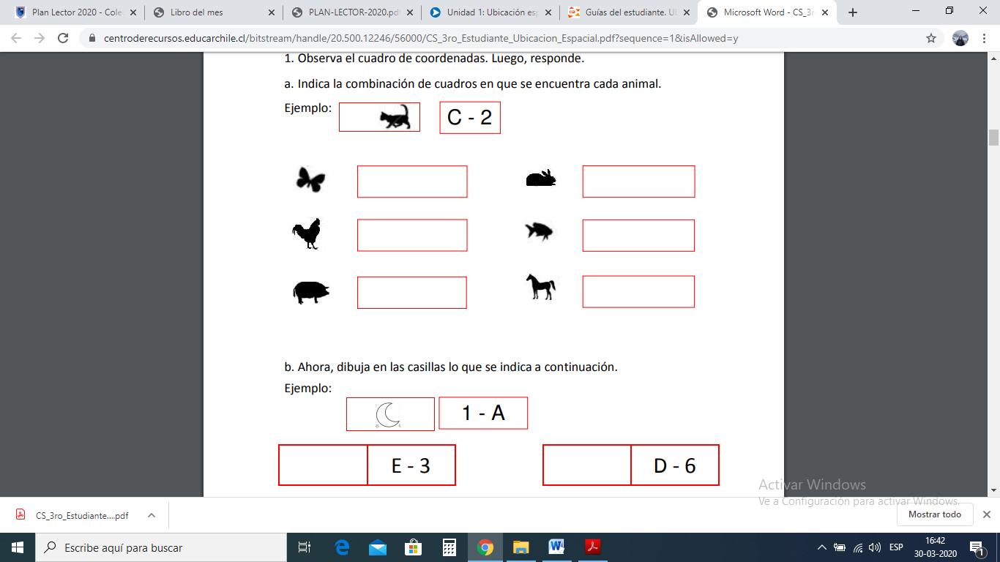 Plan Lector 2020 - Cole
Libro del mes
PLAN-LECTOR-2020.pd
Unidad 1: Ubicación es
Guías del estudiante. U
Microsoft Word - CS_3
centroderecursos.educarchile.cl/bitstream/handle/20.500.12246/56000/CS_3ro_Estudiante_Ubicacion_Espacial.pdf?sequence=1&isAllowed=y
1. Observa el cuadro de coordenadas. Luego, responde.
a. Indica la combinación de cuadros en que se encuentra cada animal.
Ejemplo:
C - 2
b. Ahora, dibuja en las casillas lo que se indica a continuación.
Ejemplo:
1 - A
E - 3
D - 6
Activar Windows
Ve a Configuración para activar Windows.
CS_3ro_Estudiante....pdf
Mostrar todo
Escribe aquí para buscar
ESP
16:42
30-03-2020
1